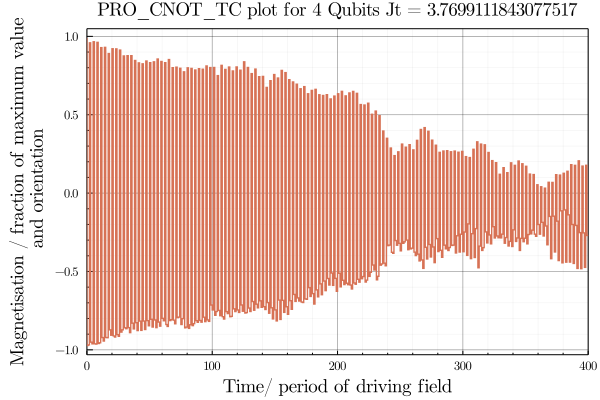 PRO_CNOT_TC plot for 4 Qubits Jt = 3.7699111843077517
Magnetisation / fraction of maximum value
and orientation
1.0
0.5
0.0
−0.5
−1.0
0 100 200 300 400
Time/ period of driving field